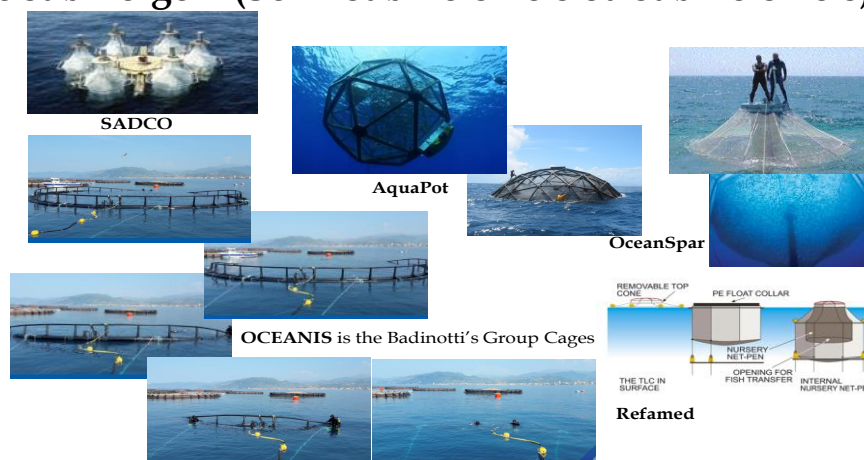 SADCO
AquaPot
OceanSpar
OCEANIS is the Badinotti's Group Cages
REMOVABLE TOP
CONE
PE FLOAT COLLAR
NURSERY
NET-PEN
OPENING FOR
FISH TRANSFER
THE TLC IN
SURFACE
INTERNAL
NURSERY NET-P
Refamed